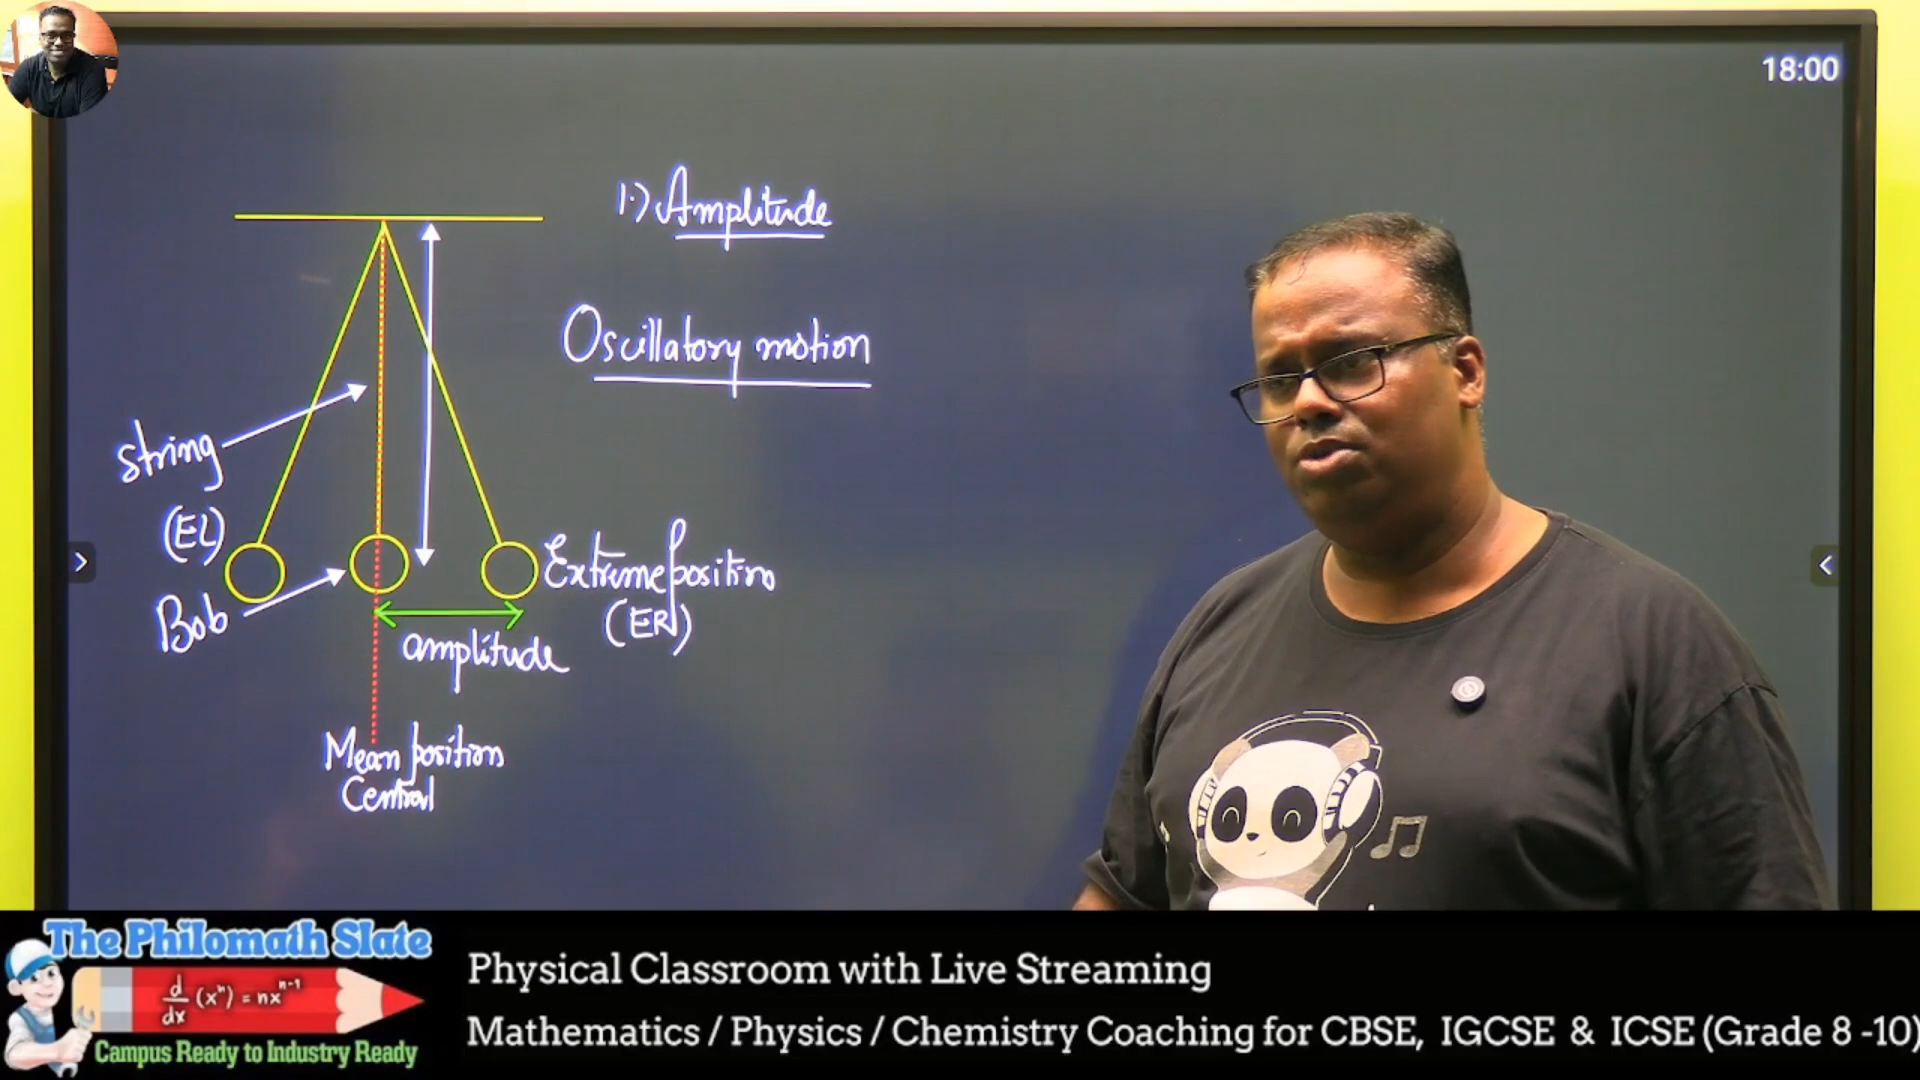 18:00
1.) Amplitude
Oscillatory motion
string
(EL)
Bob
Extreme position
(ER)
amplitude
Mean position
Central
The Philomath Slate
d/dx (xⁿ) = nxⁿ⁻¹
Campus Ready to Industry Ready
Physical Classroom with Live Streaming
Mathematics / Physics / Chemistry Coaching for CBSE, IGCSE & ICSE (Grade 8 -10)